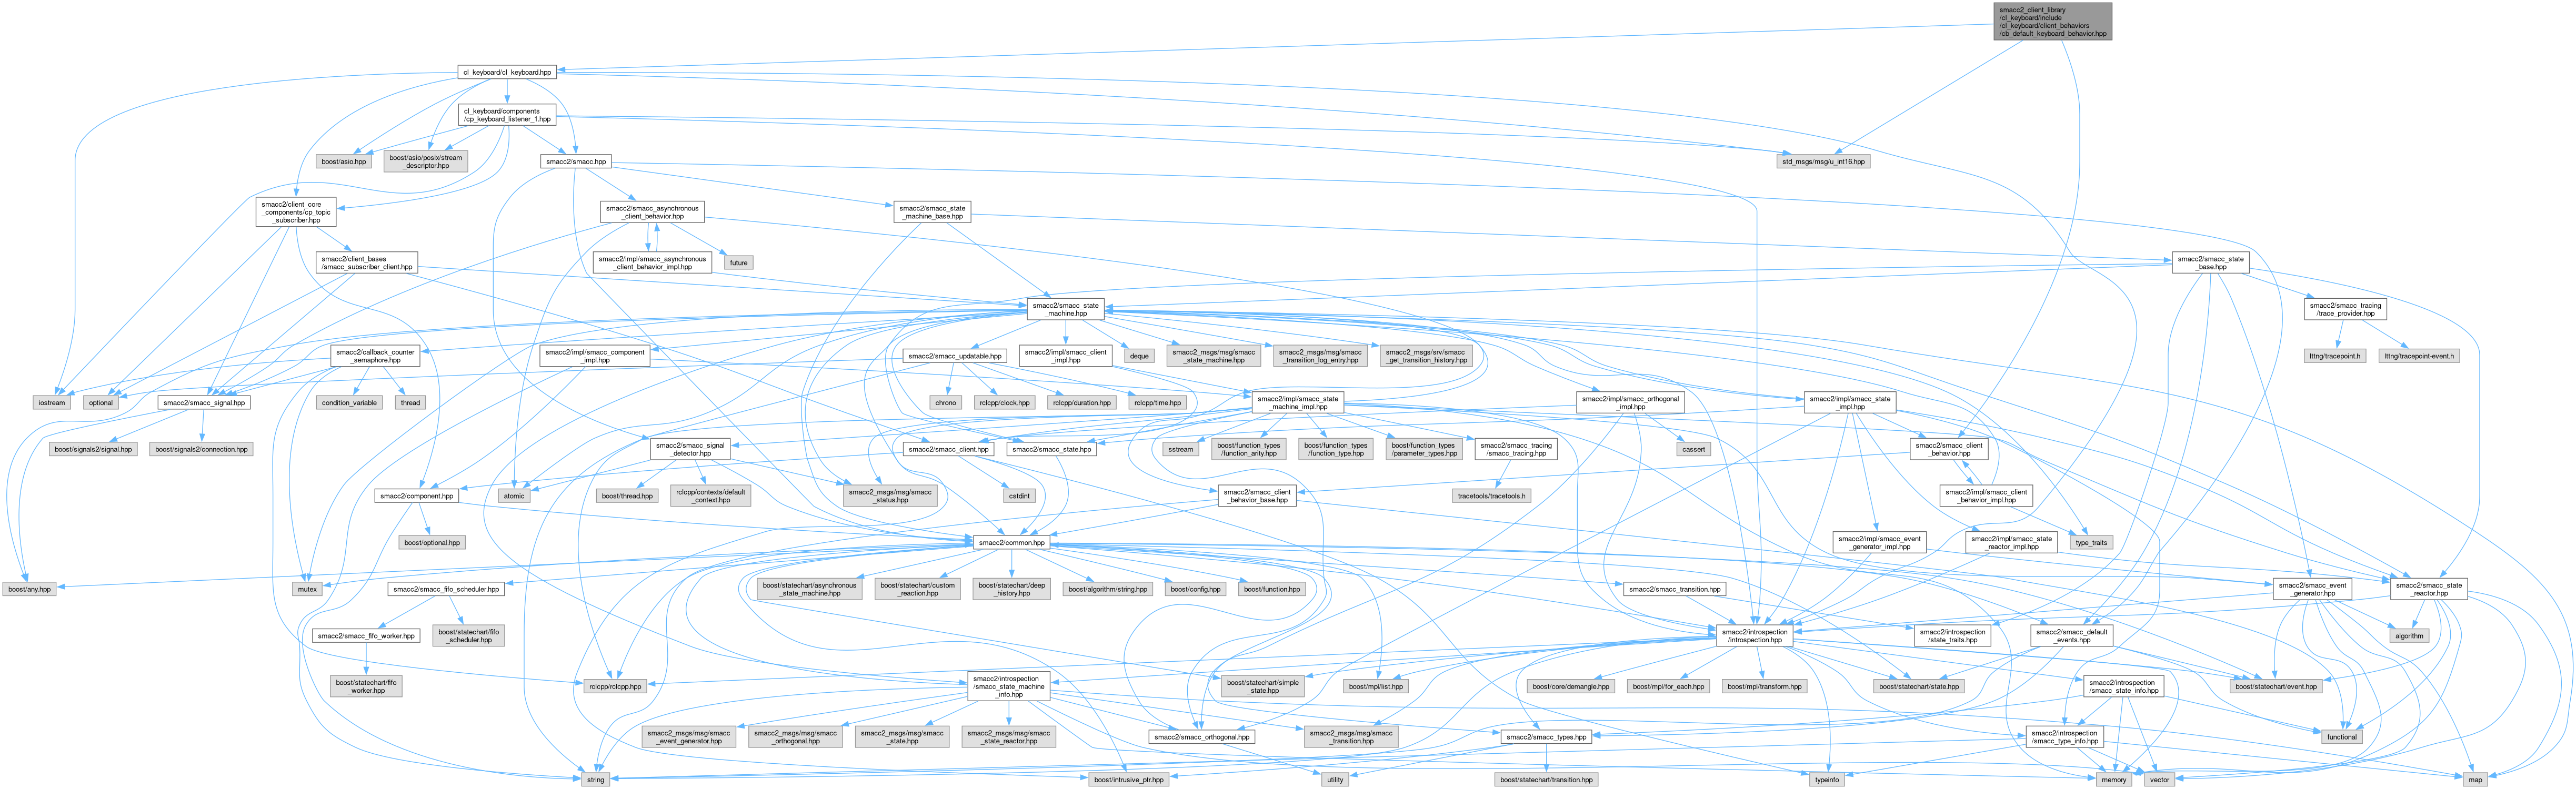 smacc2_client_library
/cl_keyboard/include
/cl_keyboard/client_behaviors
/cb_default_keyboard_behavior.hpp
cl_keyboard/cl_keyboard.hpp
cl_keyboard/components
/cp_keyboard_listener_1.hpp
boost/asio.hpp
boost/asio/posix/stream
_descriptor.hpp
smacc2/smacc.hpp
std_msgs/msg/u_int16.hpp
smacc2/client_core
_components/cp_topic
_subscriber.hpp
smacc2/smacc_asynchronous
_client_behavior.hpp
smacc2/smacc_state
_machine_base.hpp
smacc2/client_bases
/smacc_subscriber_client.hpp
smacc2/impl/smacc_asynchronous
_client_behavior_impl.hpp
future
smacc2/smacc_state
_base.hpp
smacc2/smacc_state
_machine.hpp
smacc2/smacc_tracing
/trace_provider.hpp
smacc2/callback_counter
_semaphore.hpp
smacc2/impl/smacc_component
_impl.hpp
smacc2/smacc_updatable.hpp
smacc2/impl/smacc_client
_impl.hpp
deque
smacc2_msgs/msg/smacc
_state_machine.hpp
smacc2_msgs/msg/smacc
_transition_log_entry.hpp
smacc2_msgs/srv/smacc
_get_transition_history.hpp
lttng/tracepoint.h
lttng/tracepoint-event.h
iostream
optional
smacc2/smacc_signal.hpp
condition_variable
thread
chrono
rclcpp/clock.hpp
rclcpp/duration.hpp
rclcpp/time.hpp
smacc2/impl/smacc_state
_machine_impl.hpp
smacc2/impl/smacc_orthogonal
_impl.hpp
smacc2/impl/smacc_state
_impl.hpp
boost/signals2/signal.hpp
boost/signals2/connection.hpp
smacc2/smacc_signal
_detector.hpp
smacc2/smacc_client.hpp
smacc2/smacc_state.hpp
sstream
boost/function_types
/function_arity.hpp
boost/function_types
/function_type.hpp
boost/function_types
/parameter_types.hpp
smacc2/smacc_tracing
/smacc_tracing.hpp
cassert
smacc2/smacc_client
_behavior.hpp
smacc2/component.hpp
atomic
boost/thread.hpp
rclcpp/contexts/default
_context.hpp
smacc2_msgs/msg/smacc
_status.hpp
cstdint
smacc2/smacc_client
_behavior_base.hpp
tracetools/tracetools.h
smacc2/impl/smacc_client
_behavior_impl.hpp
boost/optional.hpp
smacc2/common.hpp
smacc2/impl/smacc_event
_generator_impl.hpp
smacc2/impl/smacc_state
_reactor_impl.hpp
type_traits
boost/any.hpp
mutex
smacc2/smacc_fifo_scheduler.hpp
boost/statechart/asynchronous
_state_machine.hpp
boost/statechart/custom
_reaction.hpp
boost/statechart/deep
_history.hpp
boost/algorithm/string.hpp
boost/config.hpp
boost/function.hpp
smacc2/smacc_transition.hpp
smacc2/smacc_event
_generator.hpp
smacc2/smacc_state
_reactor.hpp
smacc2/smacc_fifo_worker.hpp
boost/statechart/fifo
_scheduler.hpp
smacc2/introspection
/introspection.hpp
smacc2/introspection
/state_traits.hpp
smacc2/smacc_default
_events.hpp
algorithm
boost/statechart/fifo
_worker.hpp
rclcpp/rclcpp.hpp
smacc2/introspection
/smacc_state_machine
_info.hpp
boost/statechart/simple
_state.hpp
boost/mpl/list.hpp
boost/core/demangle.hpp
boost/mpl/for_each.hpp
boost/mpl/transform.hpp
boost/statechart/state.hpp
smacc2/introspection
/smacc_state_info.hpp
boost/statechart/event.hpp
smacc2_msgs/msg/smacc
_event_generator.hpp
smacc2_msgs/msg/smacc
_orthogonal.hpp
smacc2_msgs/msg/smacc
_state.hpp
smacc2_msgs/msg/smacc
_state_reactor.hpp
smacc2/smacc_orthogonal.hpp
smacc2_msgs/msg/smacc
_transition.hpp
smacc2/smacc_types.hpp
smacc2/introspection
/smacc_type_info.hpp
functional
string
boost/intrusive_ptr.hpp
utility
boost/statechart/transition.hpp
typeinfo
memory
vector
map